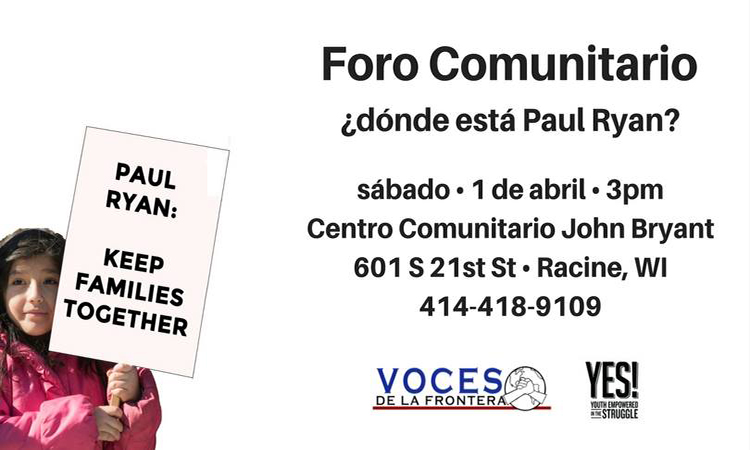 Foro Comunitario
¿dónde está Paul Ryan?
sábado • 1 de abril • 3pm
Centro Comunitario John Bryant
601 S 21st St • Racine, WI
414-418-9109
PAUL
RYAN:
KEEP
FAMILIES
TOGETHER
VOCES
DE LA FRONTERA
YES!
YOUTH EMPOWERED
IN THE STRUGGLE